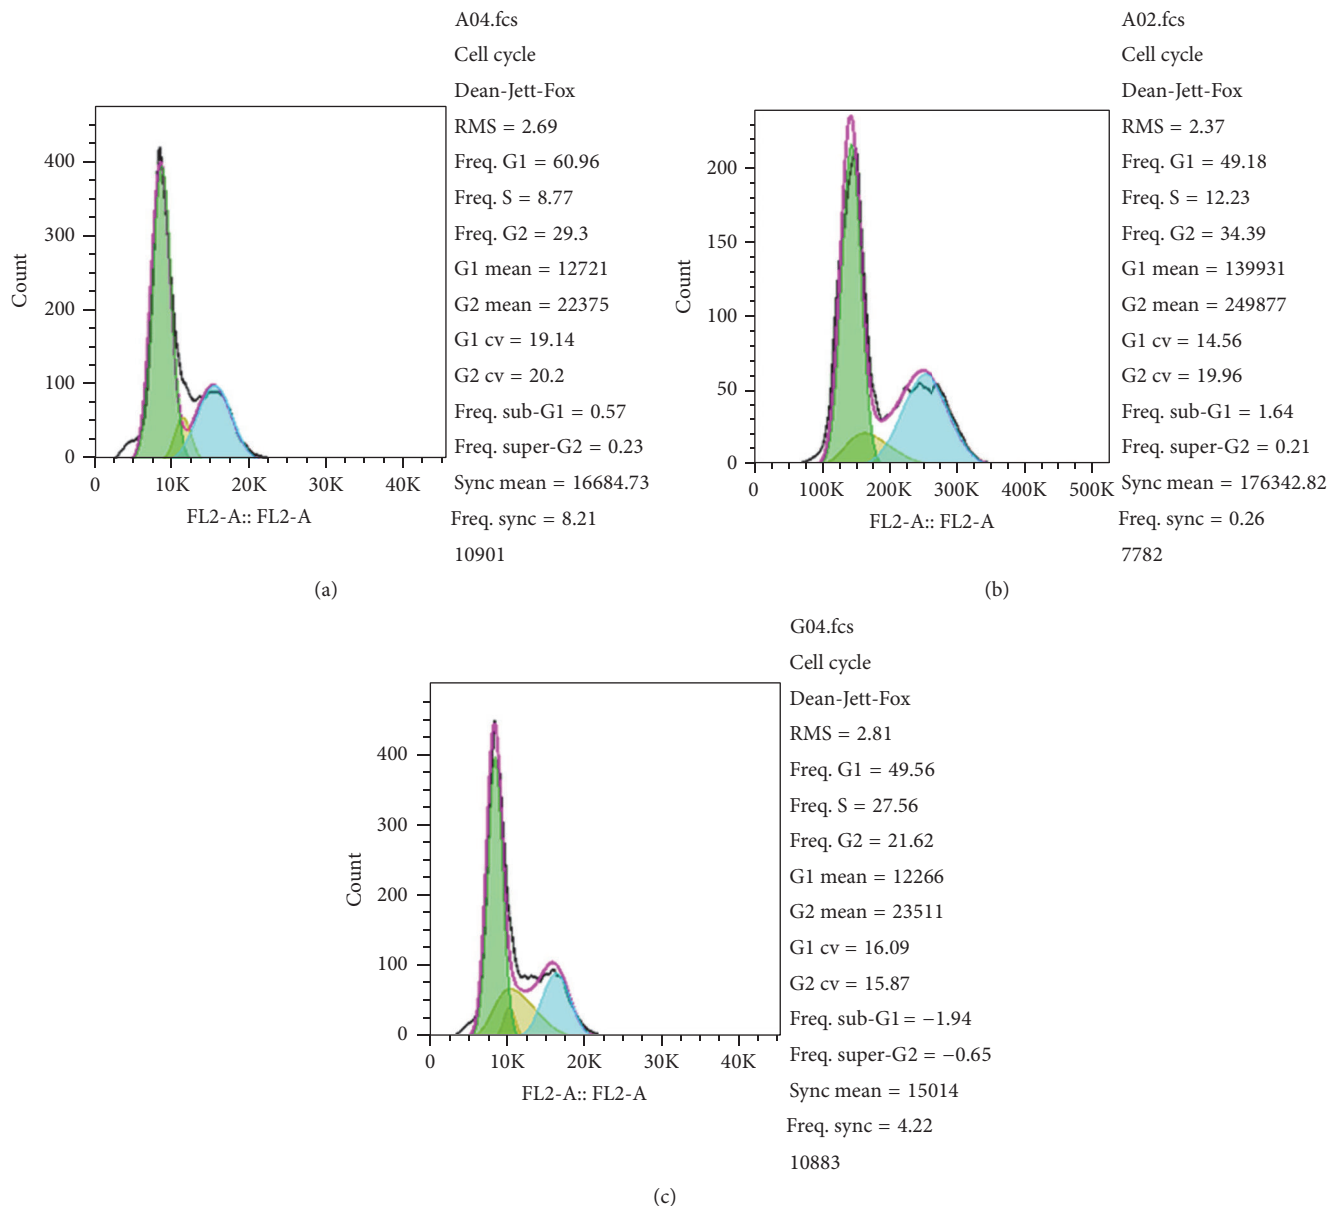 A04.fcs
Cell cycle
Dean-Jett-Fox
RMS = 2.69
Freq. G1 = 60.96
Freq. S = 8.77
Freq. G2 = 29.3
G1 mean = 12721
G2 mean = 22375
G1 cv = 19.14
G2 cv = 20.2
Freq. sub-G1 = 0.57
Freq. super-G2 = 0.23
Sync mean = 16684.73
Freq. sync = 8.21
10901
Count
400
300
200
100
0
0 10K 20K 30K 40K
FL2-A:: FL2-A
(a)
A02.fcs
Cell cycle
Dean-Jett-Fox
RMS = 2.37
Freq. G1 = 49.18
Freq. S = 12.23
Freq. G2 = 34.39
G1 mean = 139931
G2 mean = 249877
G1 cv = 14.56
G2 cv = 19.96
Freq. sub-G1 = 1.64
Freq. super-G2 = 0.21
Sync mean = 176342.82
Freq. sync = 0.26
7782
Count
200
150
100
50
0
0 100K 200K 300K 400K 500K
FL2-A:: FL2-A
(b)
G04.fcs
Cell cycle
Dean-Jett-Fox
RMS = 2.81
Freq. G1 = 49.56
Freq. S = 27.56
Freq. G2 = 21.62
G1 mean = 12266
G2 mean = 23511
G1 cv = 16.09
G2 cv = 15.87
Freq. sub-G1 = −1.94
Freq. super-G2 = −0.65
Sync mean = 15014
Freq. sync = 4.22
10883
Count
400
300
200
100
0
0 10K 20K 30K 40K
FL2-A:: FL2-A
(c)